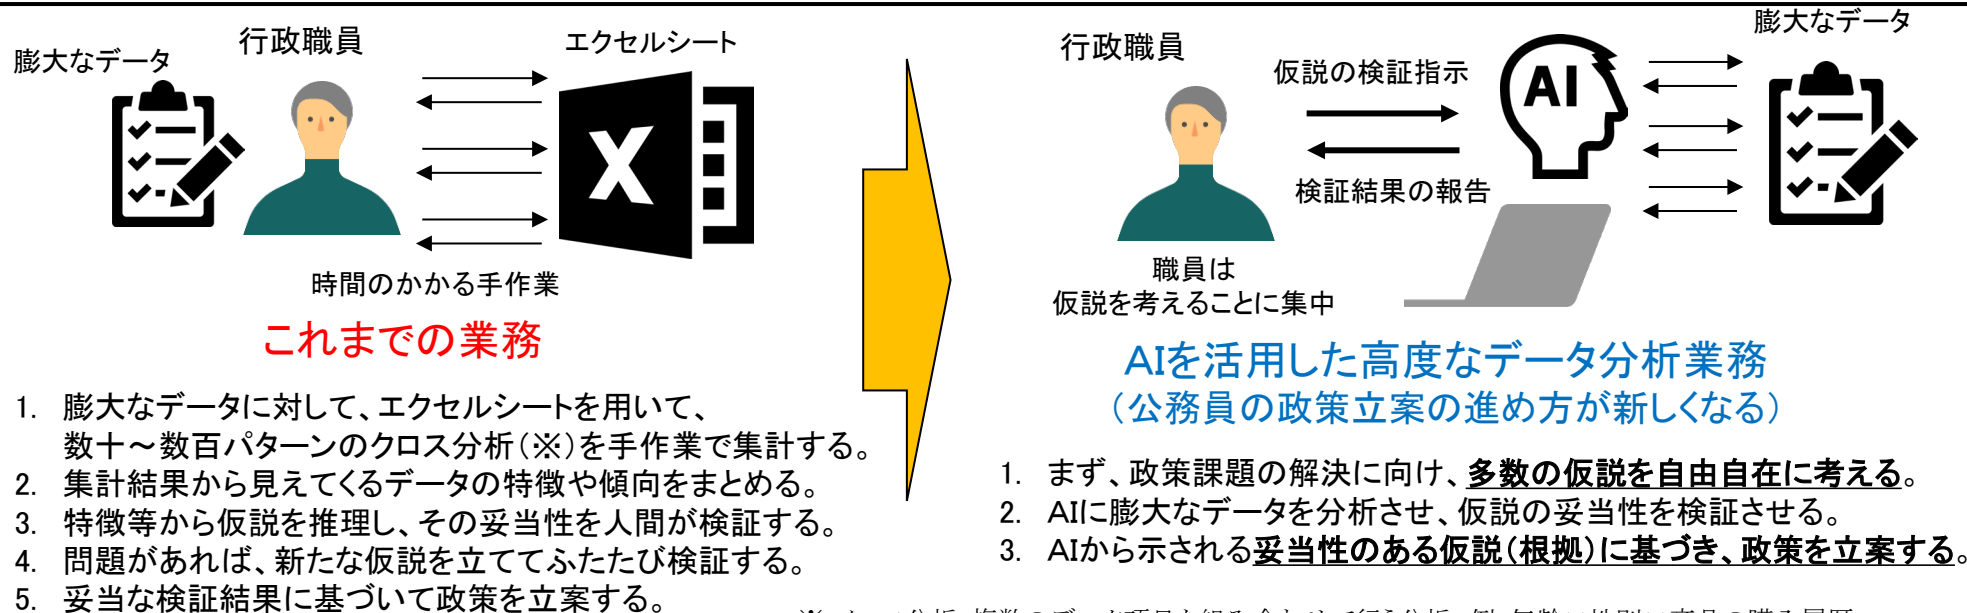 膨大なデータ
行政職員
エクセルシート
X
時間のかかる手作業
これまでの業務
1. 膨大なデータに対して、エクセルシートを用いて、
数十～数百パターンのクロス分析（※）を手作業で集計する。
2. 集計結果から見えてくるデータの特徴や傾向をまとめる。
3. 特徴等から仮説を推理し、その妥当性を人間が検証する。
4. 問題があれば、新たな仮説を立ててふたたび検証する。
5. 妥当な検証結果に基づいて政策を立案する。
行政職員
仮説の検証指示
検証結果の報告
AI
膨大なデータ
職員は
仮説を考えることに集中
AIを活用した高度なデータ分析業務
（公務員の政策立案の進め方が新しくなる）
1. まず、政策課題の解決に向け、多数の仮説を自由自在に考える。
2. AIに膨大なデータを分析させ、仮説の妥当性を検証させる。
3. AIから示される妥当性のある仮説（根拠）に基づき、政策を立案する。